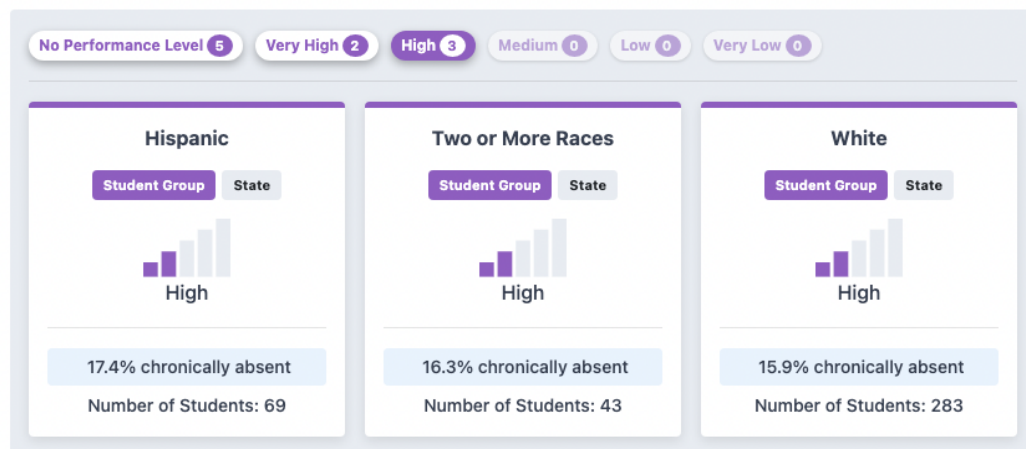 No Performance Level 5 Very High 2 High 3 Medium 0 Low 0 Very Low 0
Hispanic
Student Group State
High
17.4% chronically absent
Number of Students: 69
Two or More Races
Student Group State
High
16.3% chronically absent
Number of Students: 43
White
Student Group State
High
15.9% chronically absent
Number of Students: 283